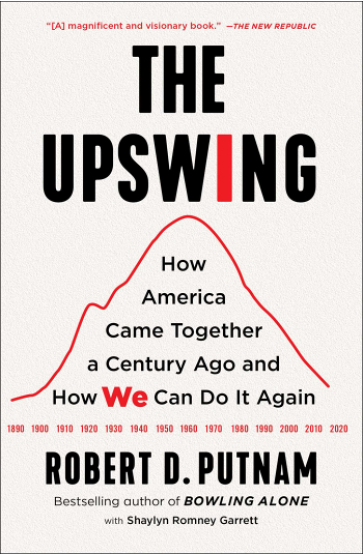 “[A] magnificent and visionary book.” —THE NEW REPUBLIC
THE
UPSWING
How
America
Came Together
a Century Ago and
How We Can Do It Again
1890 1900 1910 1920 1930 1940 1950 1960 1970 1980 1990 2000 2010 2020
ROBERT D. PUTNAM
Bestselling author of BOWLING ALONE
with Shaylyn Romney Garrett